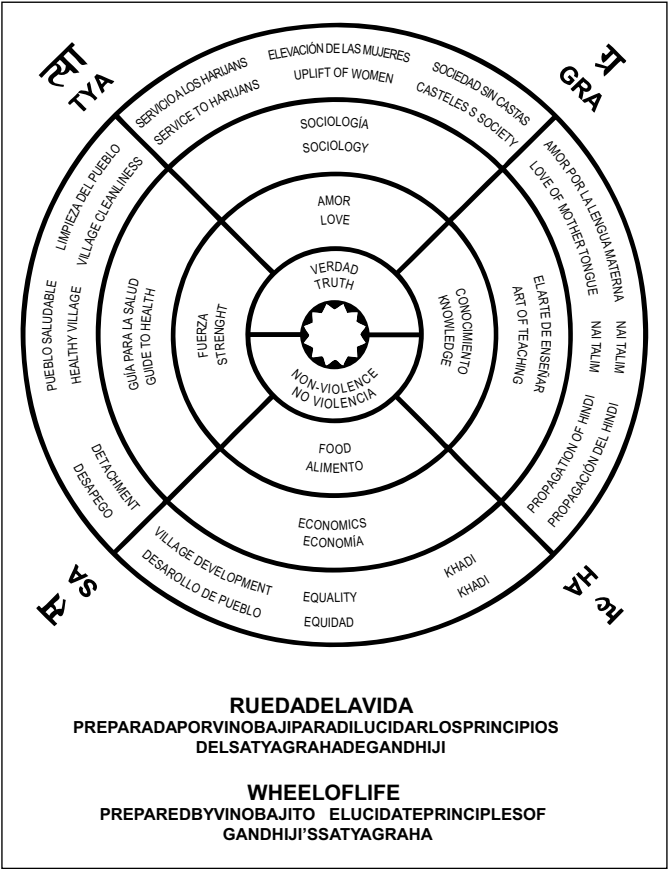 त्या
TYA
ग्र
GRA
SERVICIO A LOS HARIJANS
SERVICE TO HARIJANS
ELEVACIÓN DE LAS MUJERES
UPLIFT OF WOMEN
SOCIEDAD SIN CASTAS
CASTELES S SOCIETY
SOCIOLOGÍA
SOCIOLOGY
AMOR
LOVE
VERDAD
TRUTH
LIMPIEZA DEL PUEBLO
VILLAGE CLEANLINESS
PUEBLO SALUDABLE
HEALTHY VILLAGE
DETACHMENT
DESAPEGO
GUÍA PARA LA SALUD
GUIDE TO HEALTH
FUERZA
STRENGHT
CONOCIMIENTO
KNOWLEDGE
EL ARTE DE ENSEÑAR
ART OF TEACHING
AMOR POR LA LENGUA MATERNA
LOVE OF MOTHER TONGUE
NAI TALIM
NAI TALIM
PROPAGATION OF HINDI
PROPAGACIÓN DEL HINDI
NON-VIOLENCE
NO VIOLENCIA
FOOD
ALIMENTO
ECONOMICS
ECONOMÍA
VILLAGE DEVELOPMENT
DESAROLLO DE PUEBLO
EQUALITY
EQUIDAD
KHADI
KHADI
SA
HA
ह
RUEDADELAVIDA
PREPARADAPORVINOBAJIPARADILUCIDARLOSPRINCIPIOS
DELSATYAGRAHADEGANDHIJI
WHEELOFLIFE
PREPAREDBYVINOBAJITO ELUCIDATEPRINCIPLESOF
GANDHIJI'SSATYAGRAHA